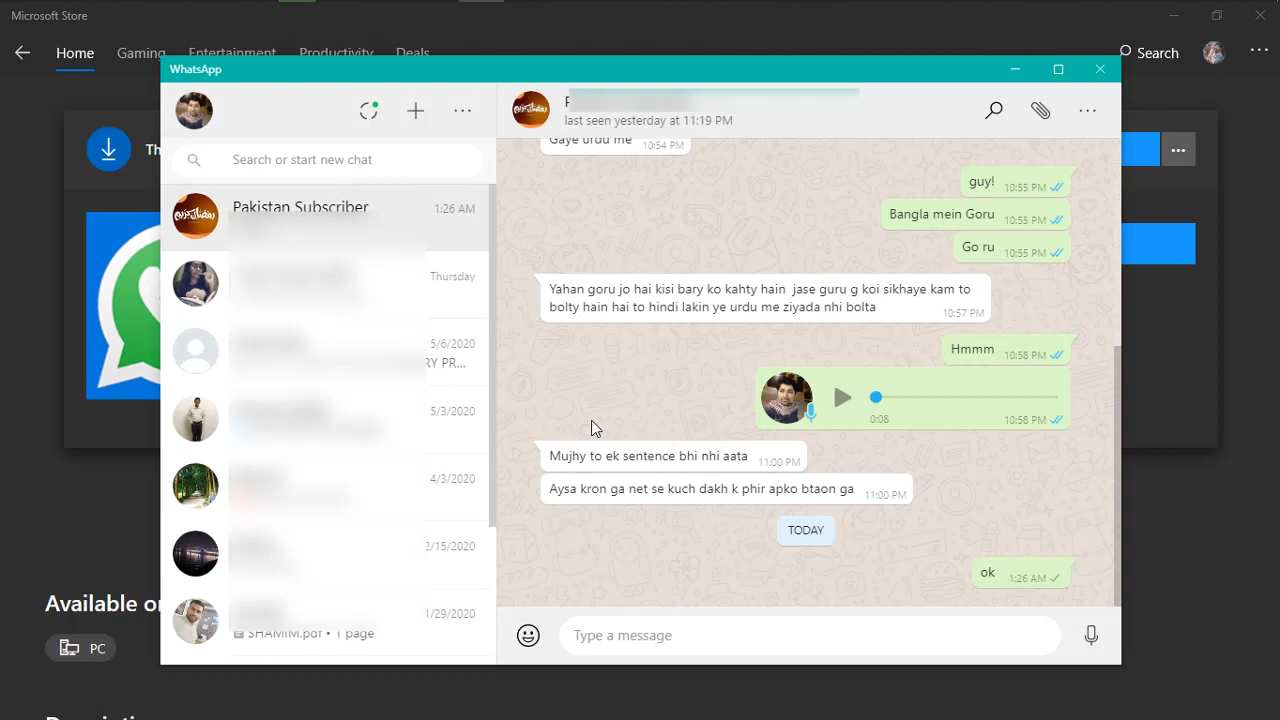 Microsoft Store
Home Gaming Entertainment Productivity Deals
Search
WhatsApp
last seen yesterday at 11:19 PM
Search or start new chat
Pakistan Subscriber
1:26 AM
Thursday
5/6/2020
RY PR...
5/3/2020
4/3/2020
2/15/2020
1/29/2020
SHAMIM.pdf • 1 page
Gaye urdu me 10:54 PM
guy! 10:55 PM
Bangla mein Goru 10:55 PM
Go ru 10:55 PM
Yahan goru jo hai kisi bary ko kahty hain jase guru g koi sikhaye kam to
bolty hain hai to hindi lakin ye urdu me ziyada nhi bolta
10:57 PM
Hmmm 10:58 PM
0:08 10:58 PM
Mujhy to ek sentence bhi nhi aata 11:00 PM
Aysa kron ga net se kuch dakh k phir apko btaon ga 11:00 PM
TODAY
ok 1:26 AM
Type a message
Available
PC